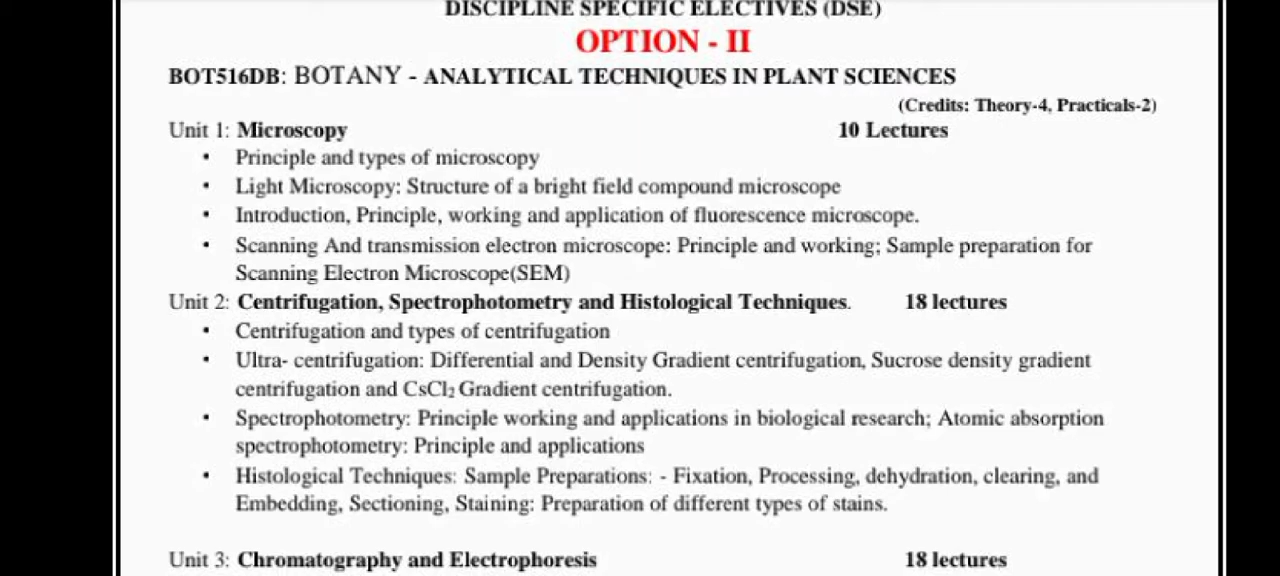 DISCIPLINE SPECIFIC ELECTIVES (DSE)
OPTION - II
BOT516DB: BOTANY - ANALYTICAL TECHNIQUES IN PLANT SCIENCES
(Credits: Theory-4, Practicals-2)
Unit 1: Microscopy 10 Lectures
• Principle and types of microscopy
• Light Microscopy: Structure of a bright field compound microscope
• Introduction, Principle, working and application of fluorescence microscope.
• Scanning And transmission electron microscope: Principle and working; Sample preparation for
Scanning Electron Microscope(SEM)
Unit 2: Centrifugation, Spectrophotometry and Histological Techniques. 18 lectures
• Centrifugation and types of centrifugation
• Ultra- centrifugation: Differential and Density Gradient centrifugation, Sucrose density gradient
centrifugation and CsCl₂ Gradient centrifugation.
• Spectrophotometry: Principle working and applications in biological research; Atomic absorption
spectrophotometry: Principle and applications
• Histological Techniques: Sample Preparations: - Fixation, Processing, dehydration, clearing, and
Embedding, Sectioning, Staining: Preparation of different types of stains.
Unit 3: Chromatography and Electrophoresis 18 lectures